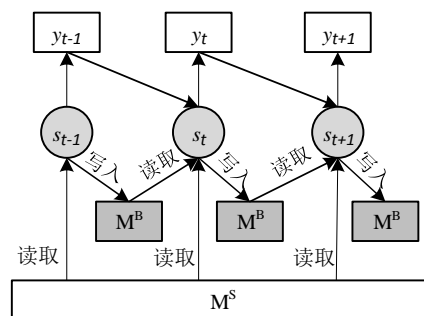 y_{t-1} y_t y_{t+1}
s_{t-1} s_t s_{t+1}
写入 读取 写入 读取 写入
M^B M^B M^B
读取 读取 读取
M^S